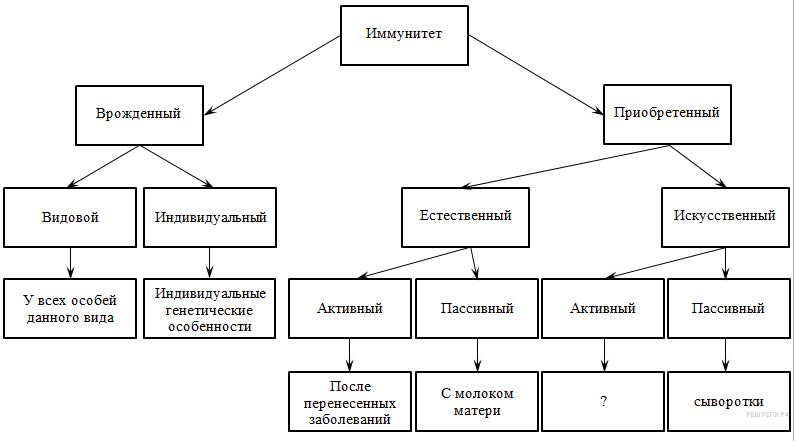 Иммунитет
Врожденный
Приобретенный
Видовой
Индивидуальный
Естественный
Искусственный
У всех особей
данного вида
Индивидуальные
генетические
особенности
Активный
Пассивный
Активный
Пассивный
После
перенесенных
заболеваний
С молоком
матери
?
сыворотки
РЕШУЕГЭ.РФ